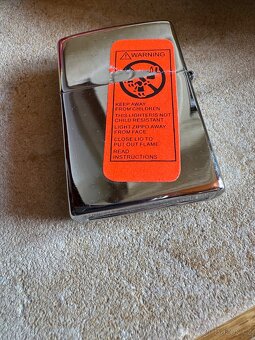 WARNING
KEEP AWAY
FROM CHILDREN
THIS LIGHTER IS NOT
CHILD RESISTANT
LIGHT ZIPPO AWAY
FROM FACE
CLOSE LID TO
PUT OUT FLAME
READ
INSTRUCTIONS